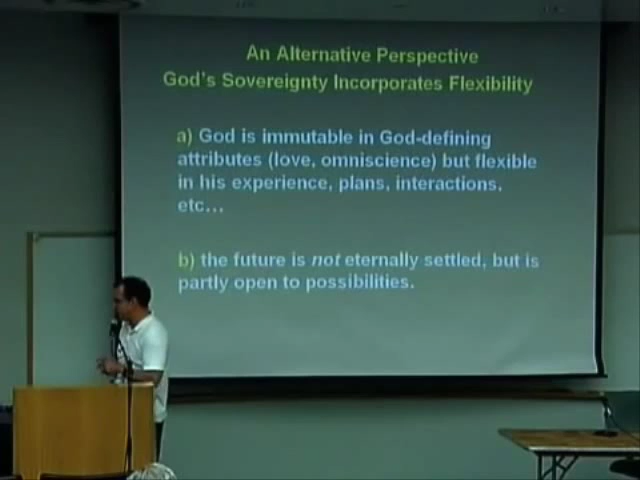 An Alternative Perspective
God's Sovereignty Incorporates Flexibility
a) God is immutable in God-defining
attributes (love, omniscience) but flexible
in his experience, plans, interactions,
etc...
b) the future is not eternally settled, but is
partly open to possibilities.